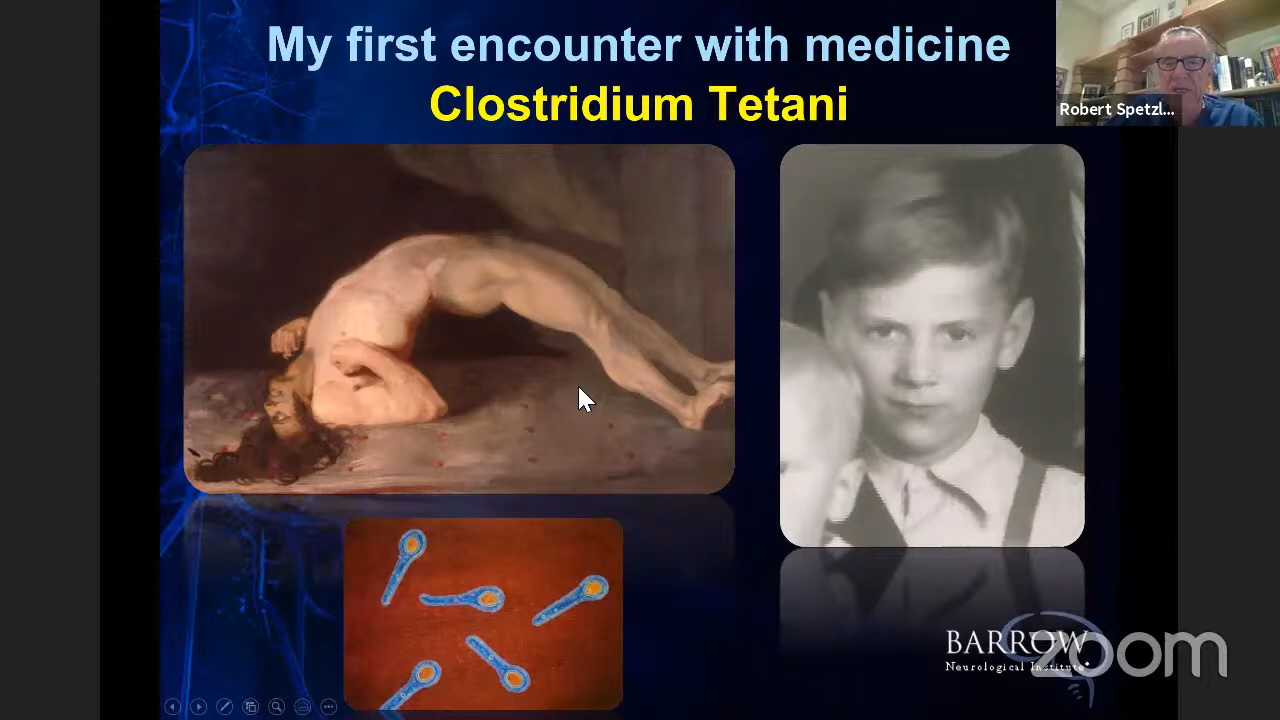 My first encounter with medicine
Clostridium Tetani
Robert Spetzl...
BARROW
Neurological Institute
zoom